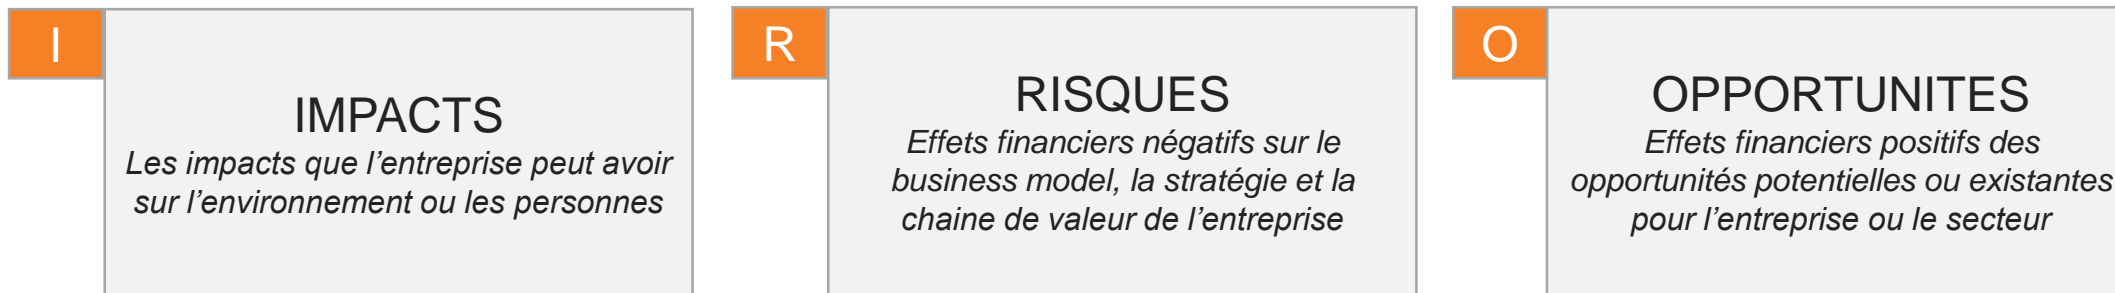 I
IMPACTS
Les impacts que l’entreprise peut avoir
sur l’environnement ou les personnes
R
RISQUES
Effets financiers négatifs sur le
business model, la stratégie et la
chaine de valeur de l’entreprise
O
OPPORTUNITES
Effets financiers positifs des
opportunités potentielles ou existantes
pour l’entreprise ou le secteur